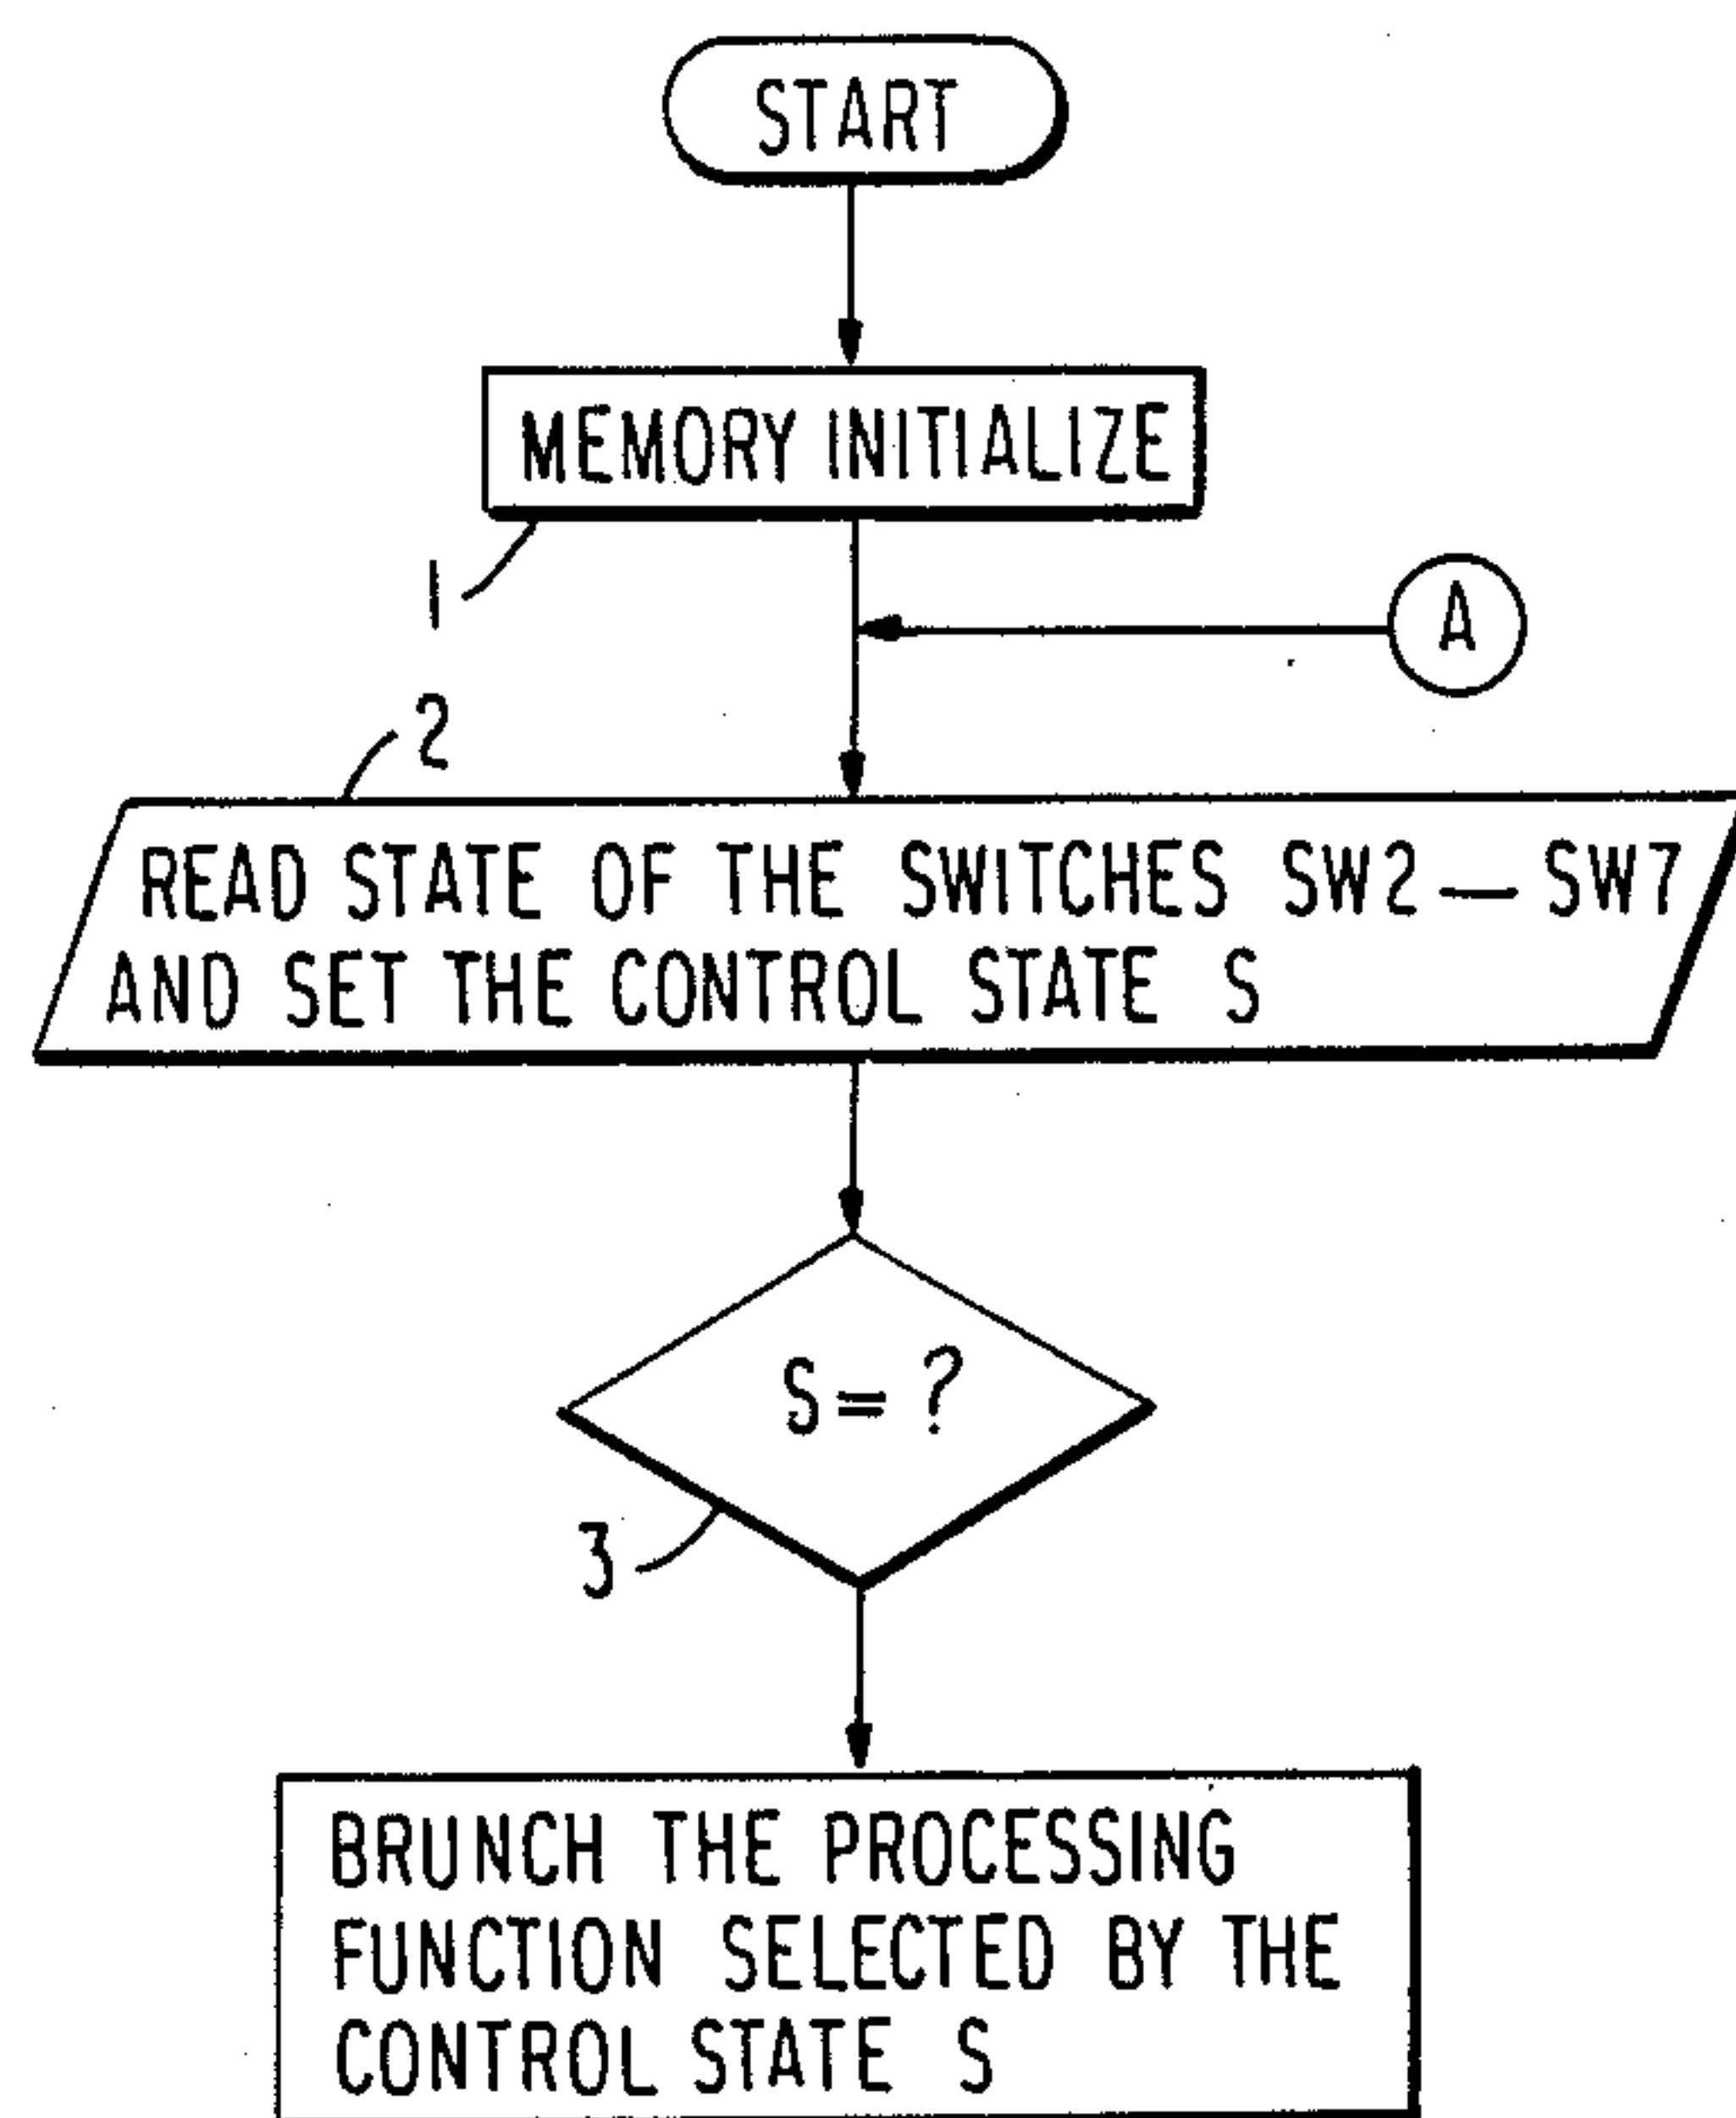 START
MEMORY INITIALIZE
1
A
2
READ STATE OF THE SWITCHES SW2 — SW7
AND SET THE CONTROL STATE S
S = ?
3
BRUNCH THE PROCESSING
FUNCTION SELECTED BY THE
CONTROL STATE S